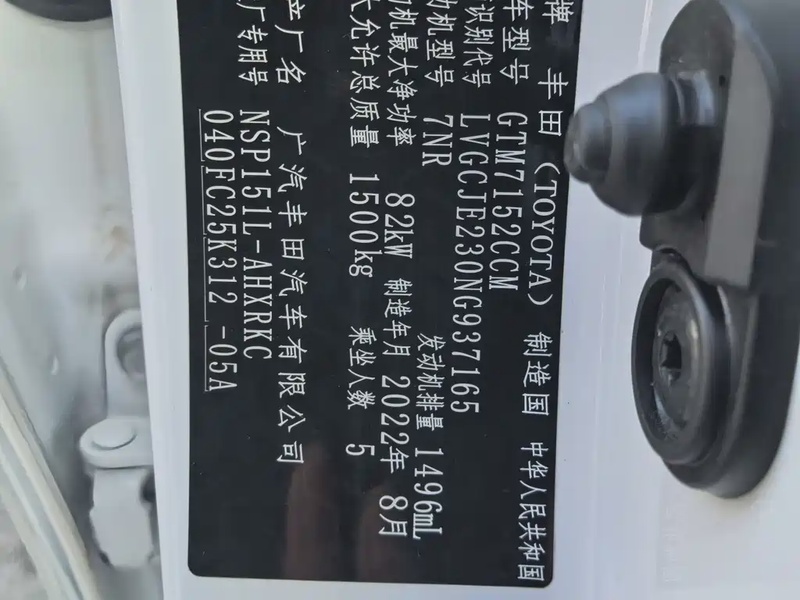 牌 丰田(TOYOTA) 制造国 中华人民共和国
车型号 GTM7152CCM
识别代号 LVGCJE230NG937165
动机型号 7NR 发动机排量 1496mL
机最大净功率 82kW 制造年月 2022年 8月
大允许总质量 1500kg 乘坐人数 5
产厂名 广汽丰田汽车有限公司
厂专用号 NSP151L-AHXRKC
040FC25K312 -05A